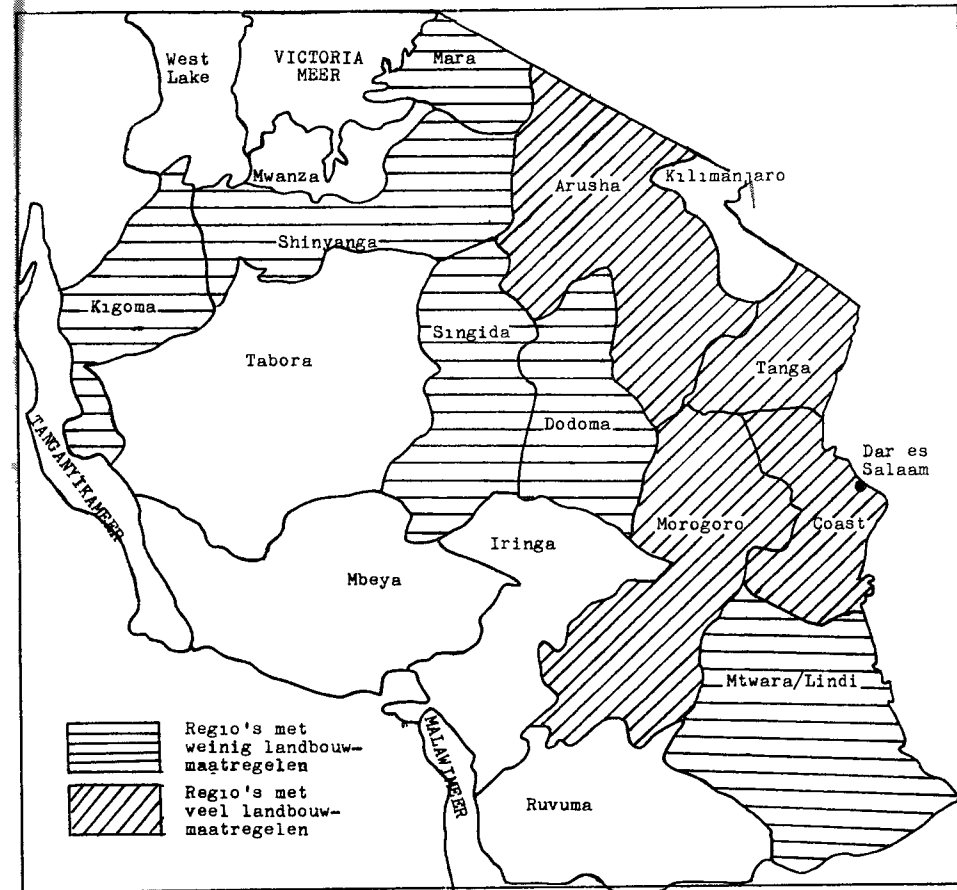 West
Lake
VICTORIA
MEER
Mara
Mwanza
Arusha
Kilimanjaro
Shinyanga
Kigoma
Singida
Tabora
Tanga
Dodoma
Dar es
Salaam
TANGANYIKAMEER
Morogoro
Coast
Iringa
Mbeya
Mtwara/Lindi
MALAWIMEER
Ruvuma
Regio's met
weinig landbouw-
maatregelen
Regio's met
veel landbouw-
maatregelen